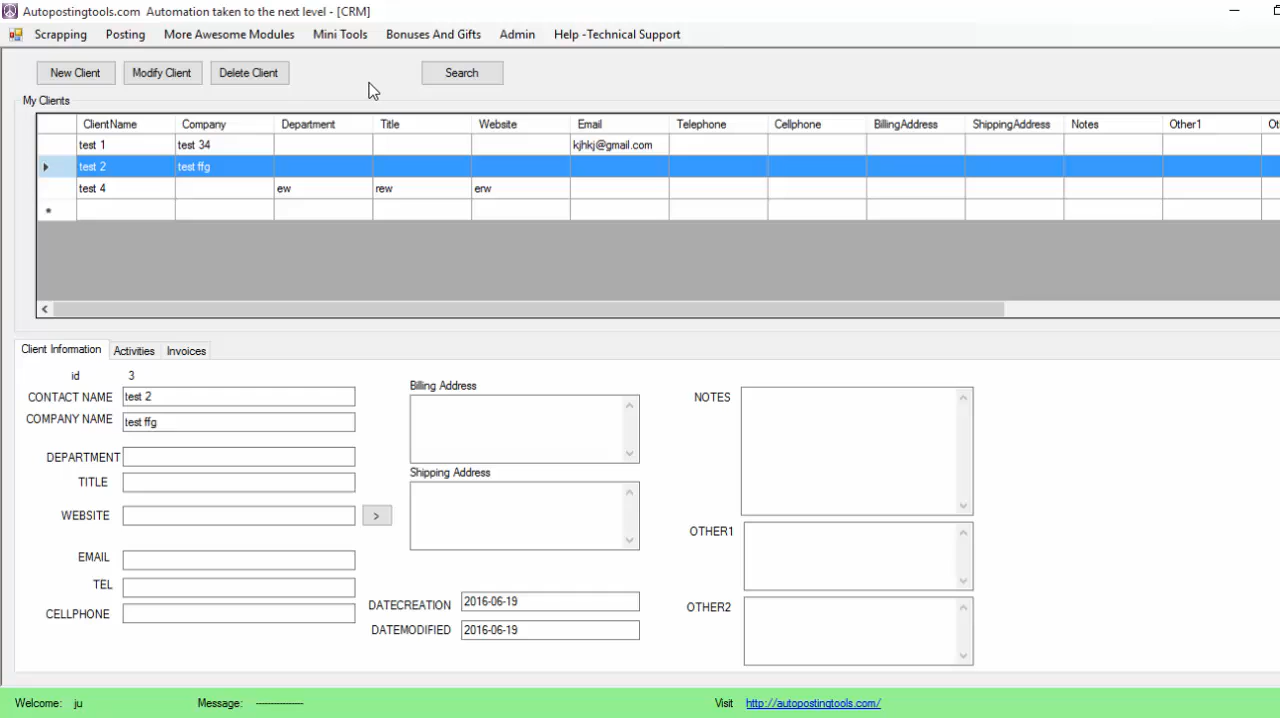 Autopostingtools.com Automation taken to the next level - [CRM]
Scrapping Posting More Awesome Modules Mini Tools Bonuses And Gifts Admin Help -Technical Support
New Client Modify Client Delete Client Search
My Clients
ClientName Company Department Title Website Email Telephone Cellphone BillingAddress ShippingAddress Notes Other1
test 1 test 34 kjhkj@gmail.com
test 2 test ffg
test 4 ew rew erw
*
Client Information Activities Invoices
id 3
CONTACT NAME test 2
COMPANY NAME test ffg
DEPARTMENT
TITLE
WEBSITE >
EMAIL
TEL
CELLPHONE
Billing Address
Shipping Address
DATECREATION 2016-06-19
DATEMODIFIED 2016-06-19
NOTES
OTHER1
OTHER2
Welcome: ju Message: --------------- Visit http://autopostingtools.com/